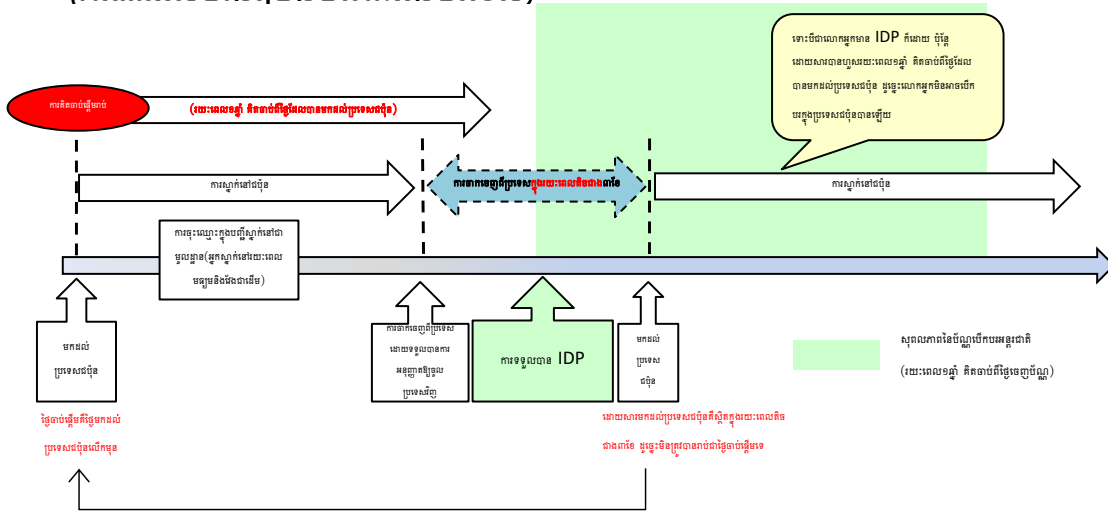 ទោះបីជាលោកអ្នកមាន IDP ក៏ដោយ ប៉ុន្តែ
ដោយសារបានហួសរយៈពេល១ឆ្នាំ គិតចាប់ពីថ្ងៃដែល
បានមកដល់ប្រទេសជប៉ុន ដូច្នេះលោកអ្នកមិនអាចបើក
បរក្នុងប្រទេសជប៉ុនបានឡើយ
ការគិតចាប់ផ្តើមរាប់
(រយៈពេល១ឆ្នាំ គិតចាប់ពីថ្ងៃដែលបានមកដល់ប្រទេសជប៉ុន)
ការស្នាក់នៅជប៉ុន
ការចាកចេញពីប្រទេសក្នុងរយៈពេលតិចជាង៣ខែ
ការស្នាក់នៅជប៉ុន
ការចុះឈ្មោះក្នុងបញ្ជីស្នាក់នៅជា
មូលដ្ឋាន(អ្នកស្នាក់នៅរយៈពេល
មធ្យមនិងវែងជាដើម)
មកដល់
ប្រទេសជប៉ុន
ការចាកចេញពីប្រទេស
ដោយទទួលបានការ
អនុញ្ញាតឱ្យចូល
ប្រទេសវិញ
ការទទួលបាន IDP
មកដល់
ប្រទេស
ជប៉ុន
សុពលភាពនៃប័ណ្ណបើកបរអន្តរជាតិ
(រយៈពេល១ឆ្នាំ គិតចាប់ពីថ្ងៃចេញប័ណ្ណ)
ថ្ងៃចាប់ផ្តើមគឺថ្ងៃមកដល់
ប្រទេសជប៉ុនលើកមុន
ដោយសារមកដល់ប្រទេសជប៉ុនគឺស្ថិតក្នុងរយៈពេលតិច
ជាង៣ខែ ដូច្នេះមិនត្រូវបានរាប់ជាថ្ងៃចាប់ផ្តើមទេ